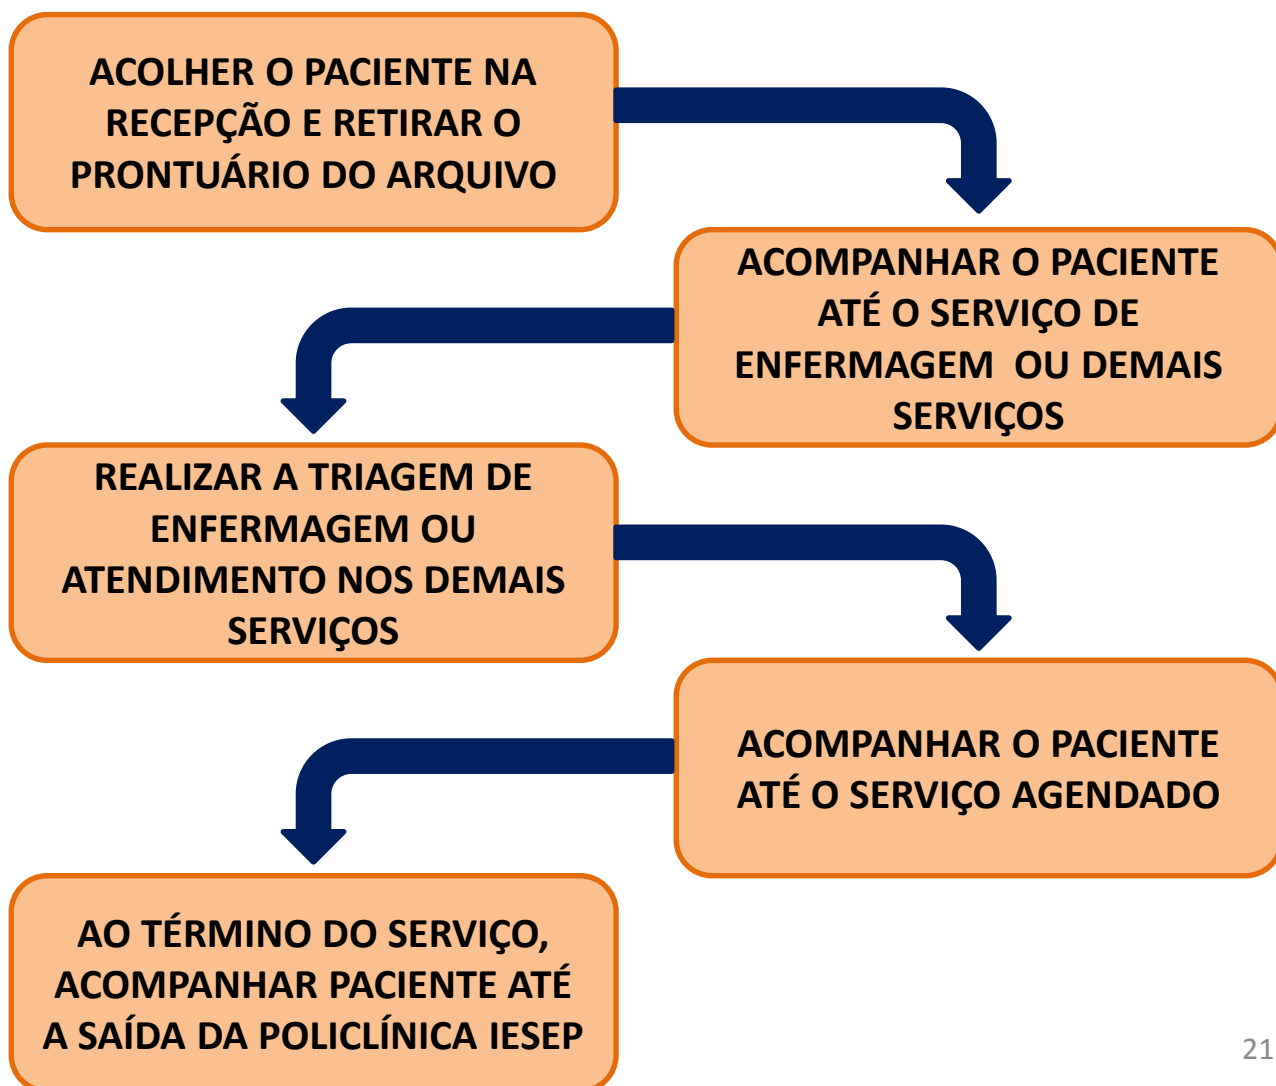 ACOLHER O PACIENTE NA
RECEPÇÃO E RETIRAR O
PRONTUÁRIO DO ARQUIVO
ACOMPANHAR O PACIENTE
ATÉ O SERVIÇO DE
ENFERMAGEM  OU DEMAIS
SERVIÇOS
REALIZAR A TRIAGEM DE
ENFERMAGEM OU
ATENDIMENTO NOS DEMAIS
SERVIÇOS
ACOMPANHAR O PACIENTE
ATÉ O SERVIÇO AGENDADO
AO TÉRMINO DO SERVIÇO,
ACOMPANHAR PACIENTE ATÉ
A SAÍDA DA POLICLÍNICA IESEP
21